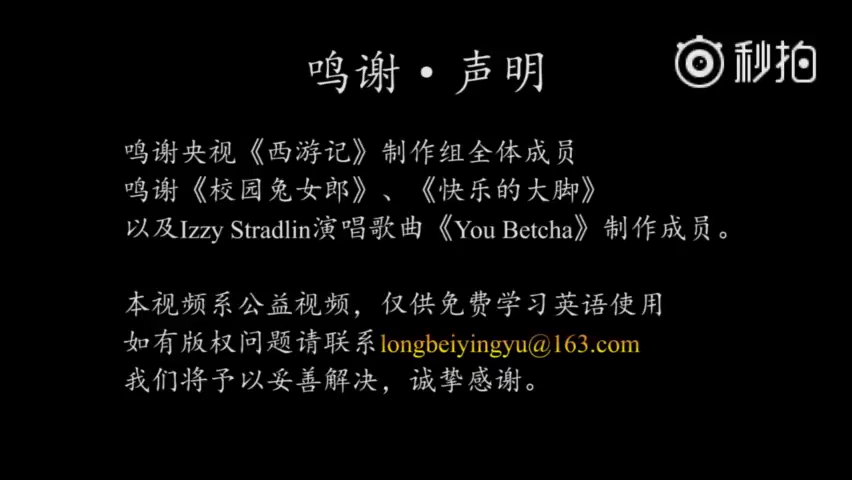 鸣谢·声明
秒拍
鸣谢央视《西游记》制作组全体成员
鸣谢《校园兔女郎》、《快乐的大脚》
以及Izzy Stradlin演唱歌曲《You Betcha》制作成员。
本视频系公益视频，仅供免费学习英语使用
如有版权问题请联系longbeiyingyu@163.com
我们将予以妥善解决，诚挚感谢。